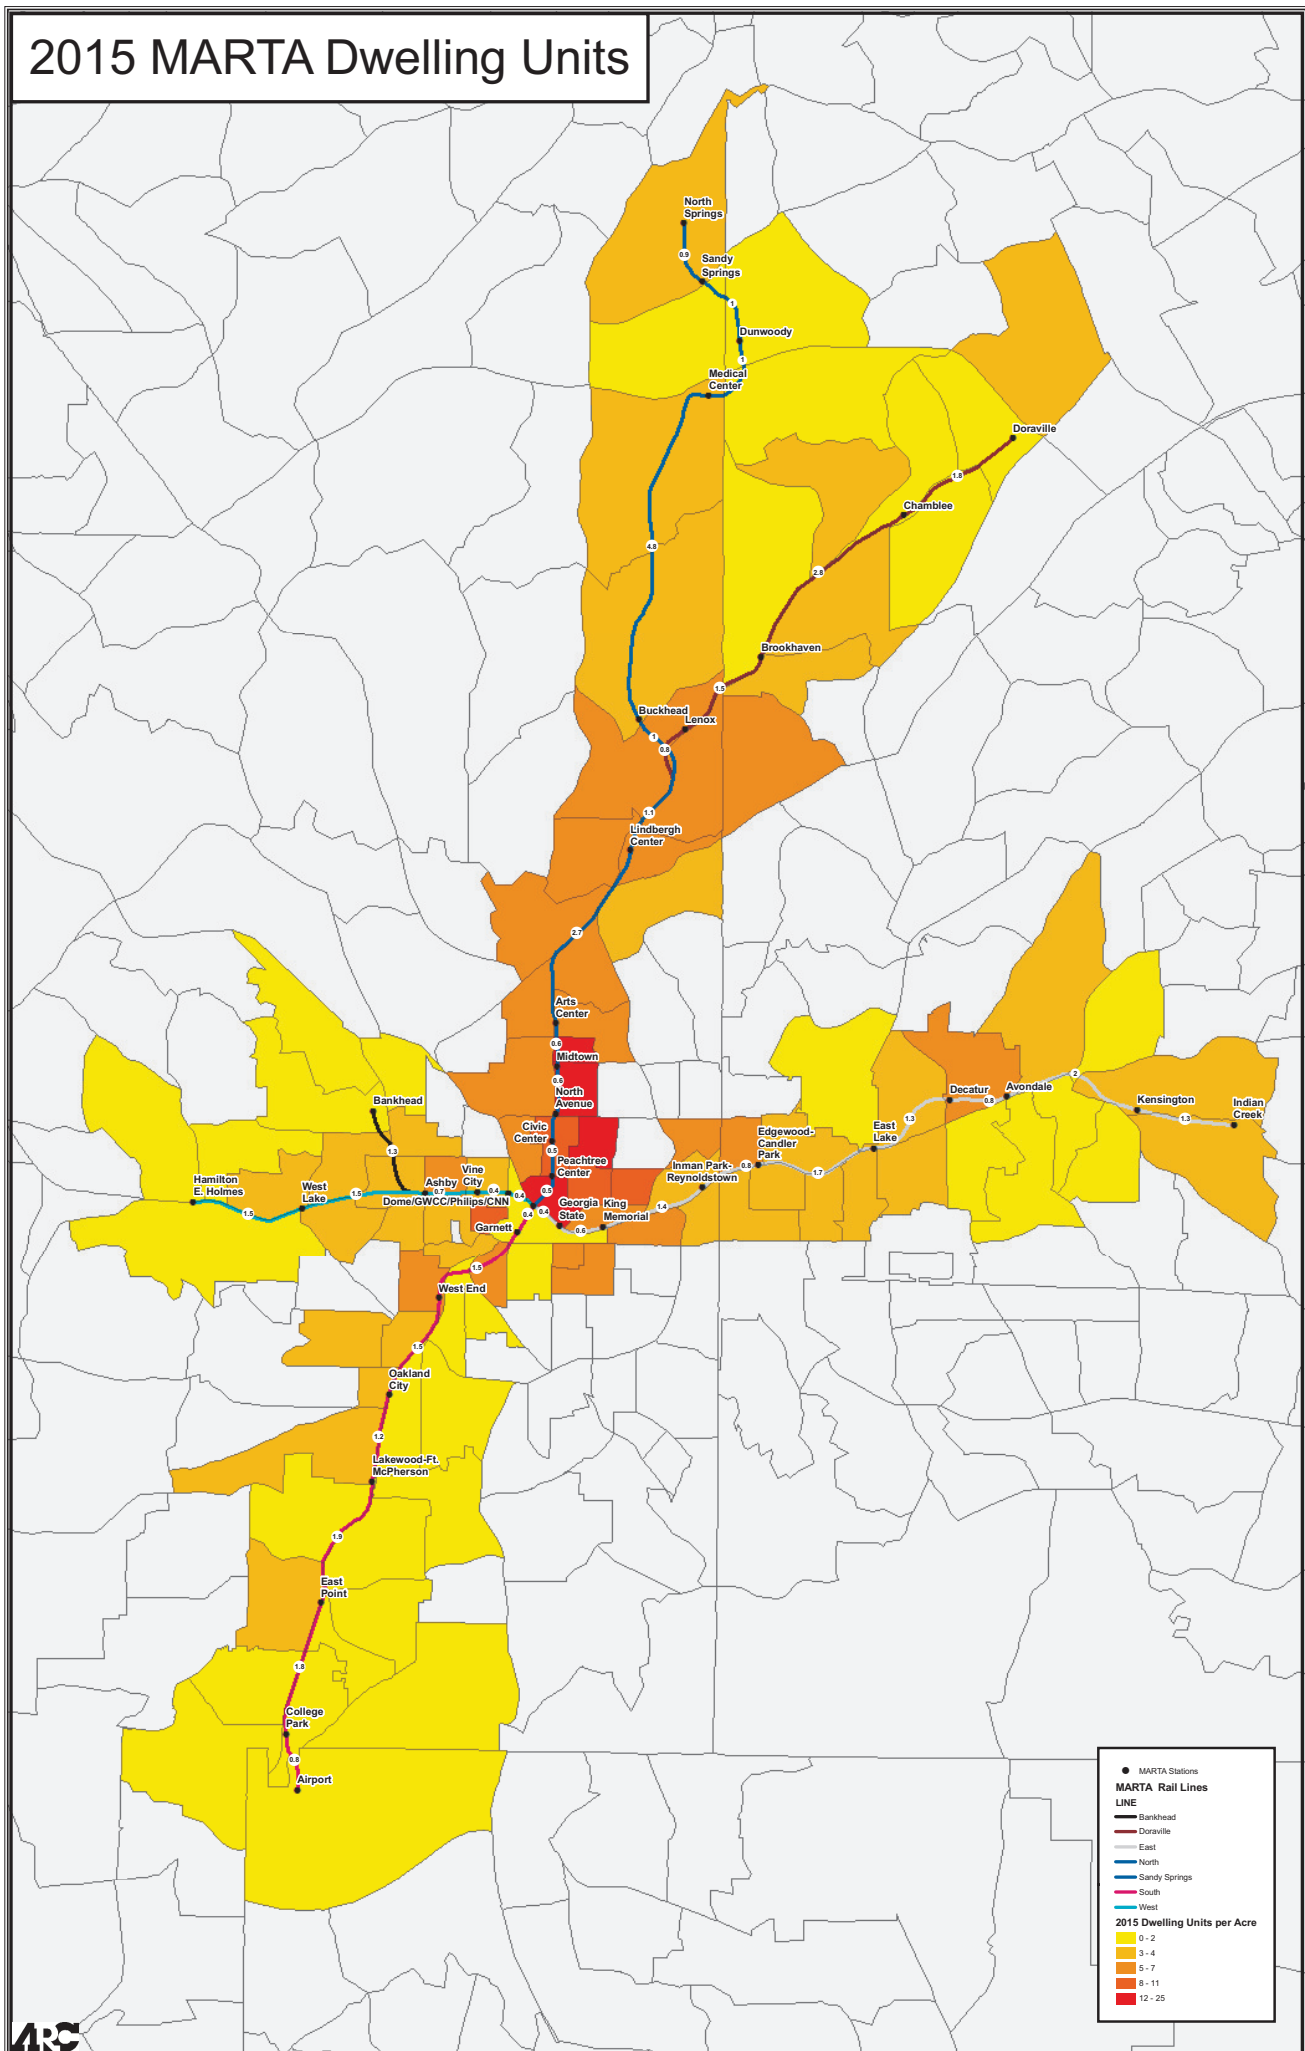 2015 MARTA Dwelling Units
North
Springs
0.9
Sandy
Springs
1
Dunwoody
1
Medical
Center
Doraville
1.8
Chamblee
4.8
2.8
Brookhaven
1.5
Buckhead
Lenox
1
0.8
1.1
Lindbergh
Center
2.7
Arts
Center
0.6
Midtown
0.6
North
Avenue
Civic
Center
0.5
Peachtree
Center
0.5
Bankhead
1.3
Hamilton
E. Holmes
1.5
West
Lake
1.5
Ashby
0.7
Vine
City
0.4
Dome/GWCC/Philips/CNN
0.4
0.4
0.4
Garnett
Georgia
State
0.6
King
Memorial
1.4
Inman Park-
Reynoldstown
0.8
Edgewood-
Candler
Park
1.7
East
Lake
1.3
Decatur
0.8
Avondale
2
Kensington
1.3
Indian
Creek
1.5
West End
1.5
Oakland
City
1.2
Lakewood-Ft.
McPherson
1.9
East
Point
1.8
College
Park
0.8
Airport
MARTA Stations
MARTA Rail Lines
LINE
Bankhead
Doraville
East
North
Sandy Springs
South
West
2015 Dwelling Units per Acre
0 - 2
3 - 4
5 - 7
8 - 11
12 - 25
ARC